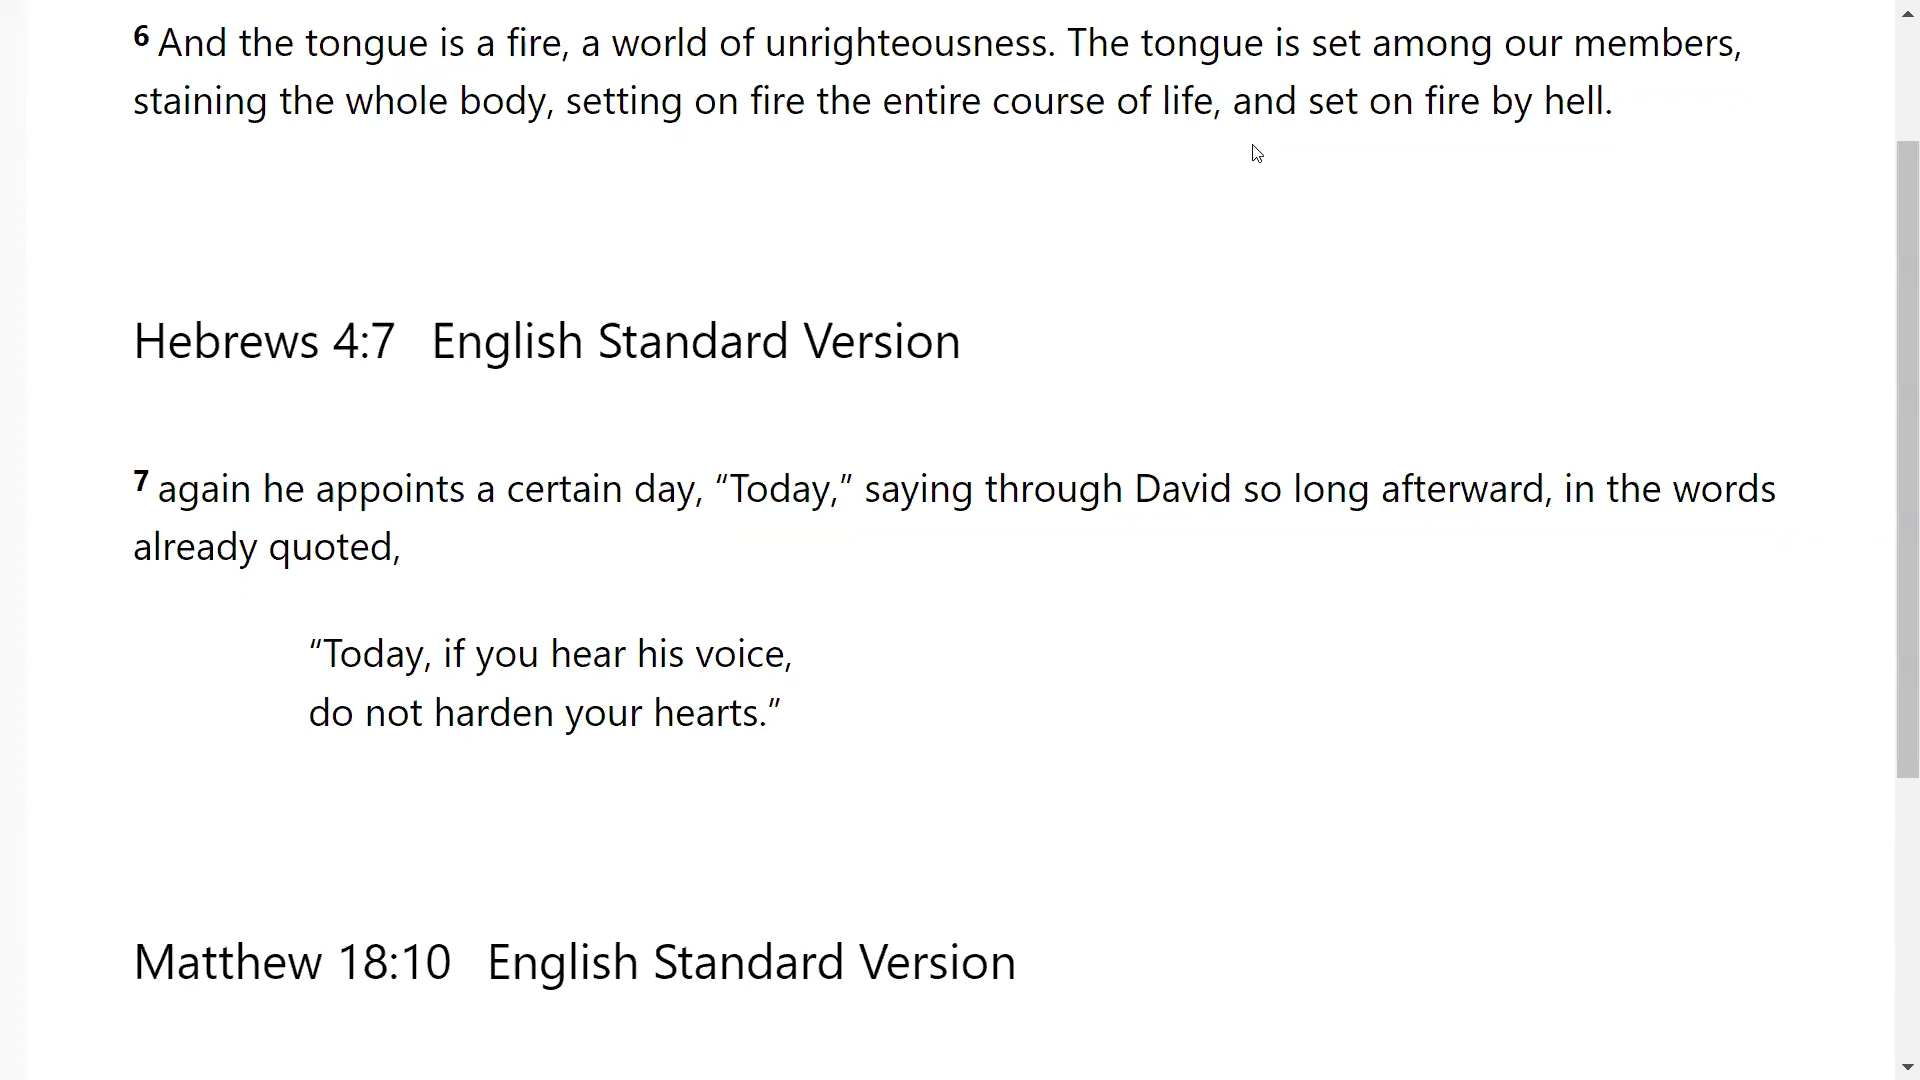 6 And the tongue is a fire, a world of unrighteousness. The tongue is set among our members,
staining the whole body, setting on fire the entire course of life, and set on fire by hell.
Hebrews 4:7 English Standard Version
7 again he appoints a certain day, “Today,” saying through David so long afterward, in the words
already quoted,
“Today, if you hear his voice,
do not harden your hearts.”
Matthew 18:10 English Standard Version